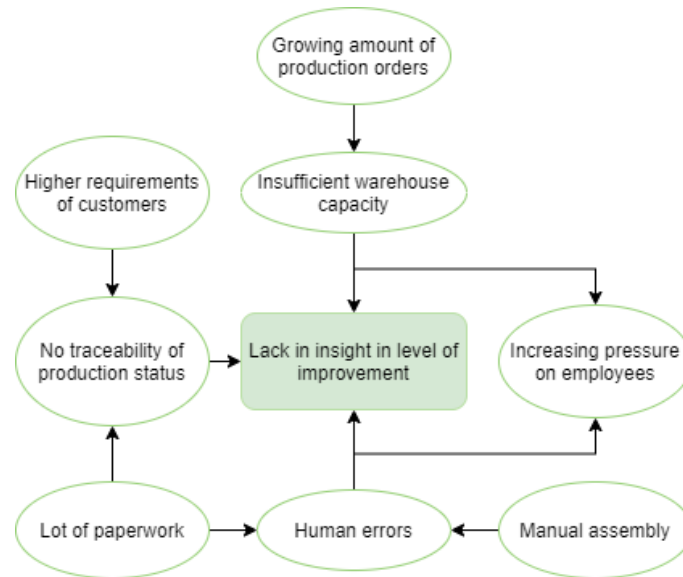 Growing amount of
production orders
Higher requirements
of customers
Insufficient warehouse
capacity
No traceability of
production status
Lack in insight in level of
improvement
Increasing pressure
on employees
Lot of paperwork
Human errors
Manual assembly